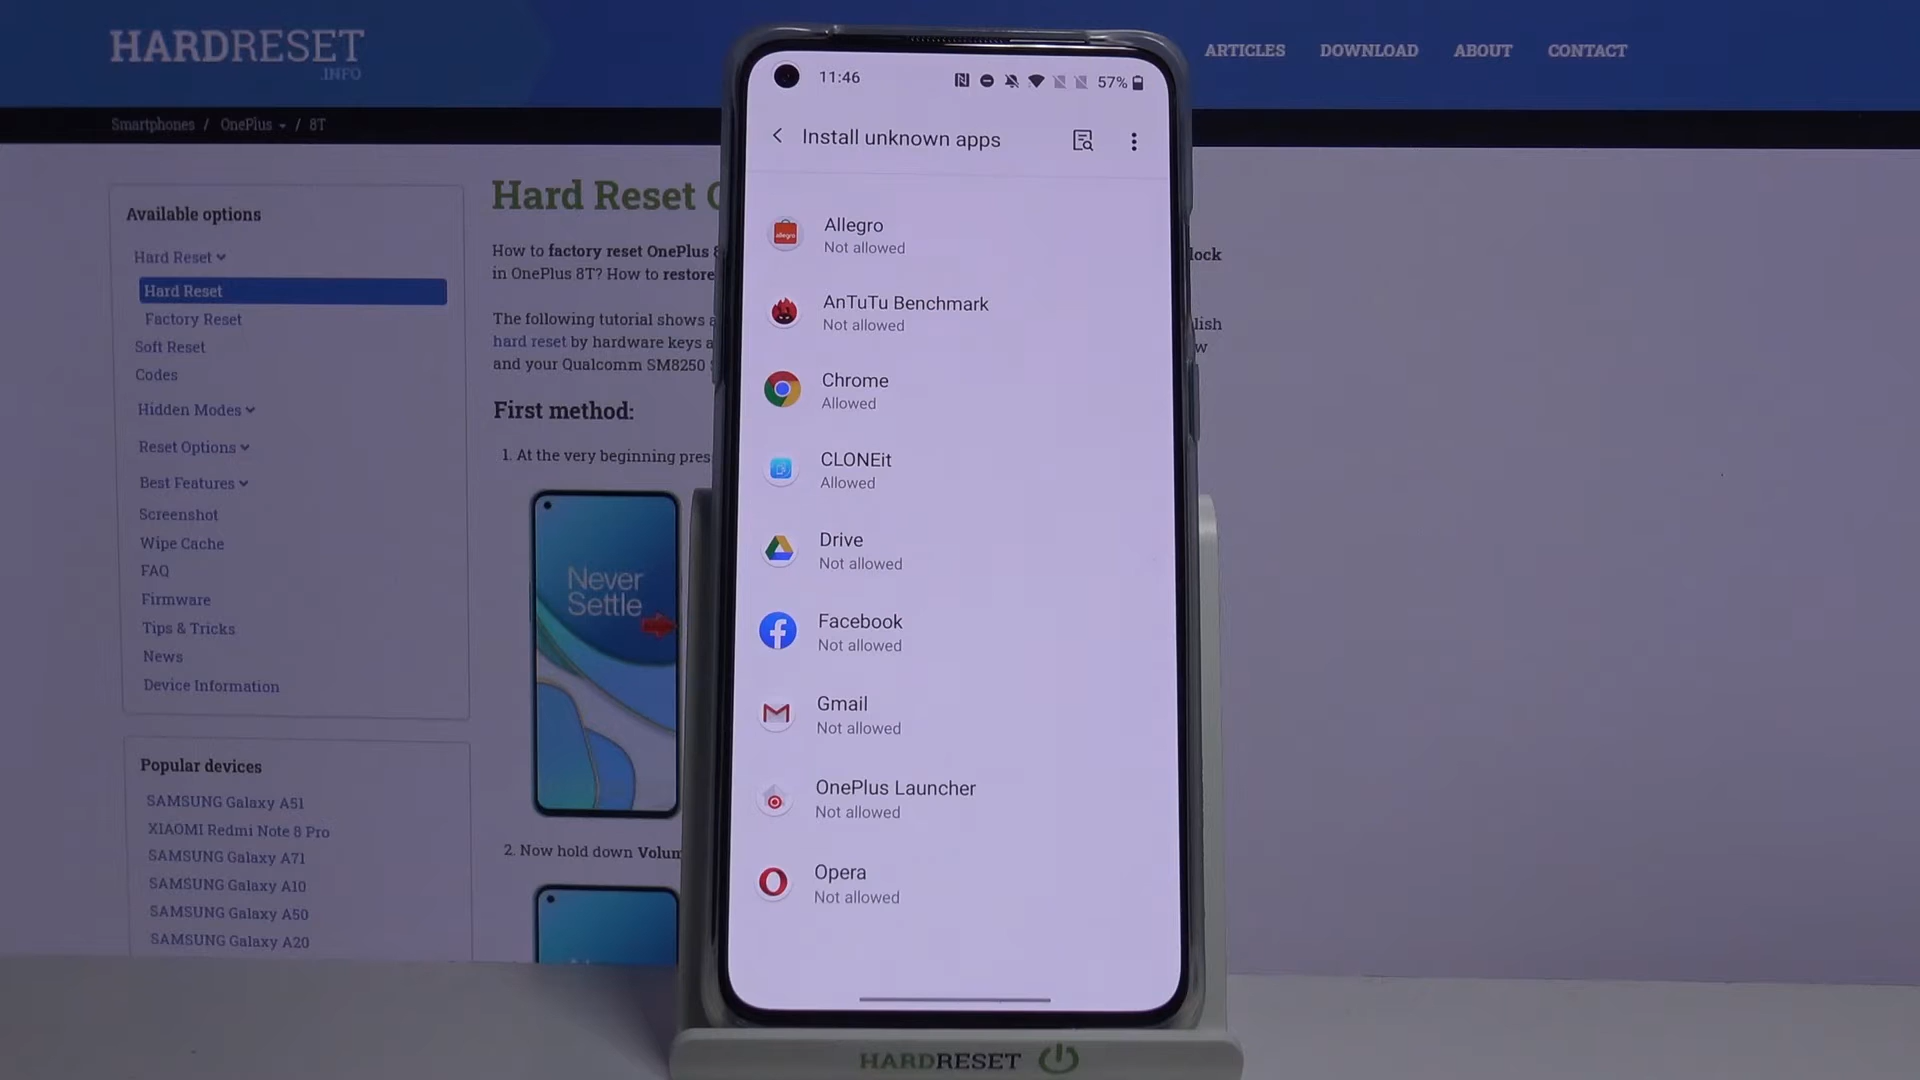 HARDRESET
.INFO
ARTICLES DOWNLOAD ABOUT CONTACT
Smartphones / OnePlus / 8T
Available options
Hard Reset
Hard Reset
Factory Reset
Soft Reset
Codes
Hidden Modes
Reset Options
Best Features
Screenshot
Wipe Cache
FAQ
Firmware
Tips & Tricks
News
Device Information
Popular devices
SAMSUNG Galaxy A51
XIAOMI Redmi Note 8 Pro
SAMSUNG Galaxy A71
SAMSUNG Galaxy A10
SAMSUNG Galaxy A50
SAMSUNG Galaxy A20
Hard Reset
How to factory reset OnePlus
in OnePlus 8T? How to restore
The following tutorial shows
hard reset by hardware keys
and your Qualcomm SM8250
First method:
1. At the very beginning
Never
Settle
2. Now hold down
11:46
57%
Install unknown apps
Allegro
Not allowed
AnTuTu Benchmark
Not allowed
Chrome
Allowed
CLONEit
Allowed
Drive
Not allowed
Facebook
Not allowed
Gmail
Not allowed
OnePlus Launcher
Not allowed
Opera
Not allowed
HARDRESET